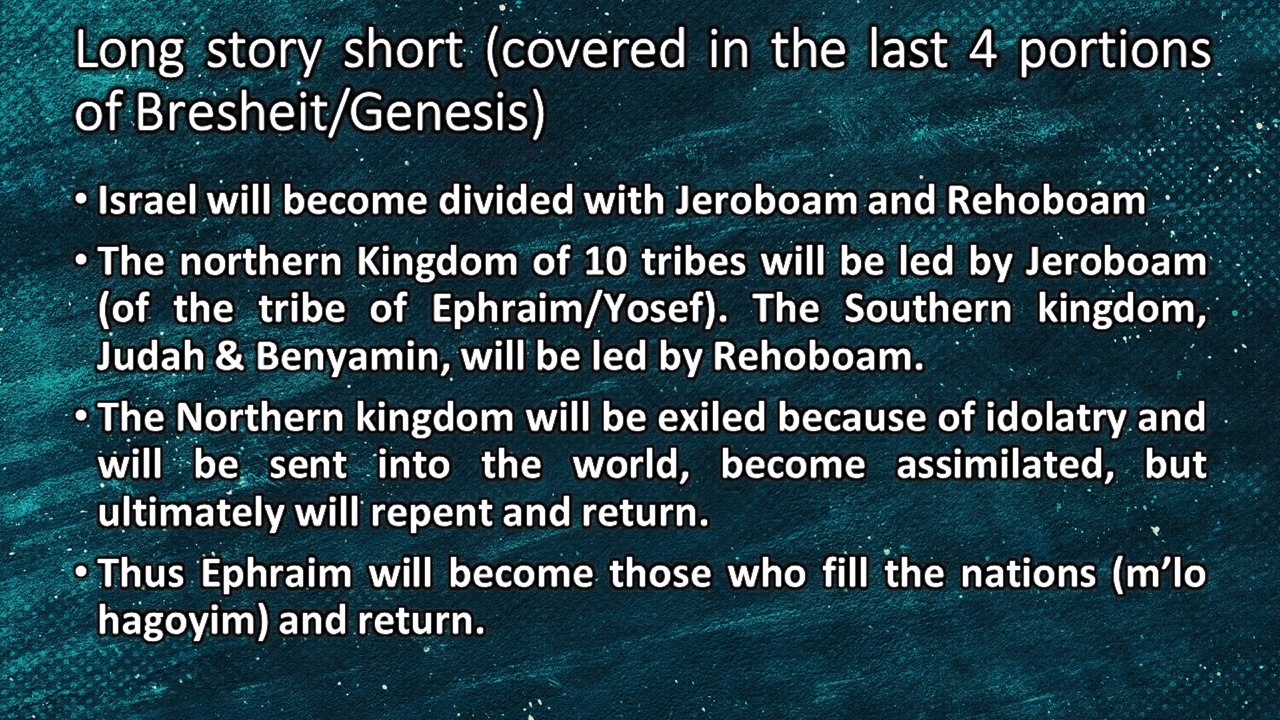 Long story short (covered in the last 4 portions
of Bresheit/Genesis)
• Israel will become divided with Jeroboam and Rehoboam
• The northern Kingdom of 10 tribes will be led by Jeroboam
(of the tribe of Ephraim/Yosef). The Southern kingdom,
Judah & Benyamin, will be led by Rehoboam.
• The Northern kingdom will be exiled because of idolatry and
will be sent into the world, become assimilated, but
ultimately will repent and return.
• Thus Ephraim will become those who fill the nations (m’lo
hagoyim) and return.